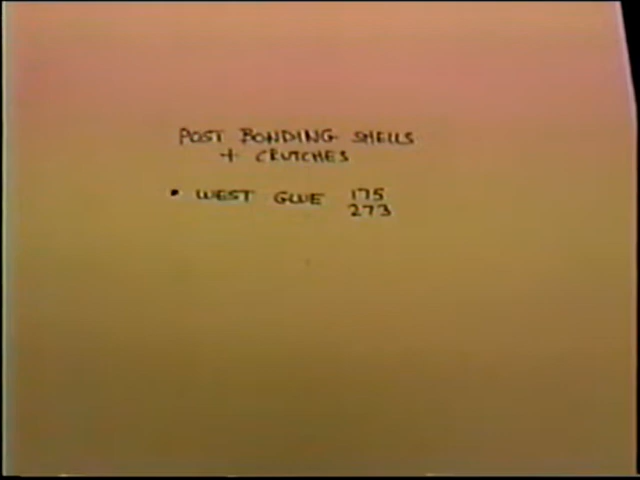 POST BONDING SHELLS
+ CRUTCHES
• WEST GLUE 175
273